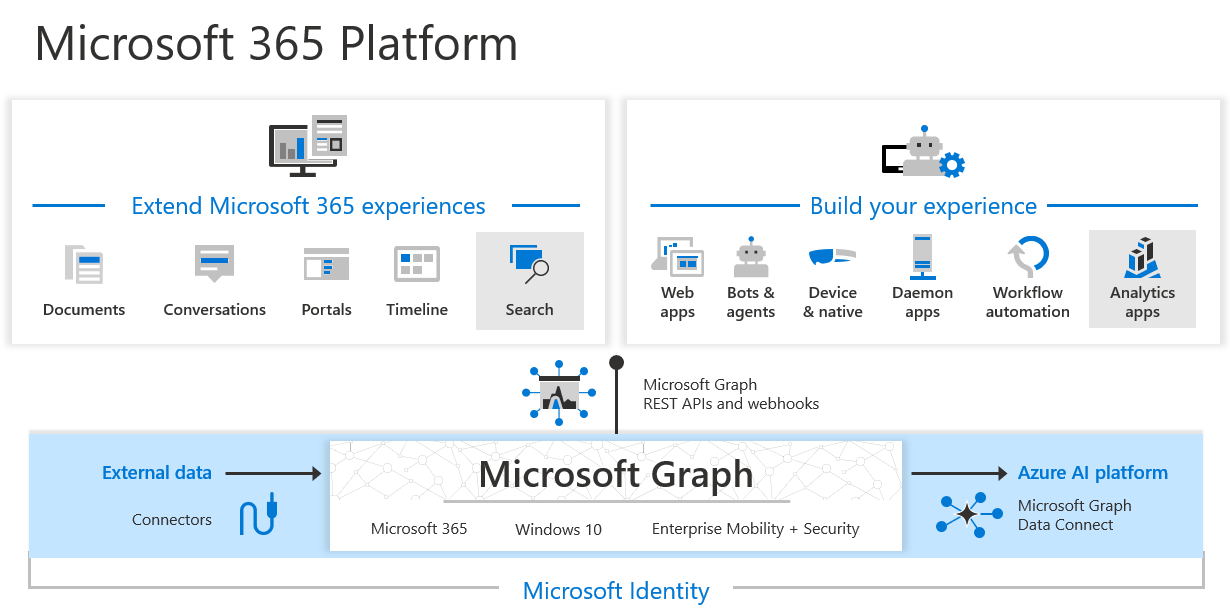 Microsoft 365 Platform
Extend Microsoft 365 experiences
Documents
Conversations
Portals
Timeline
Search
Build your experience
Web
apps
Bots &
agents
Device
& native
Daemon
apps
Workflow
automation
Analytics
apps
Microsoft Graph
REST APIs and webhooks
External data
Connectors
Microsoft Graph
Microsoft 365
Windows 10
Enterprise Mobility + Security
Azure AI platform
Microsoft Graph
Data Connect
Microsoft Identity